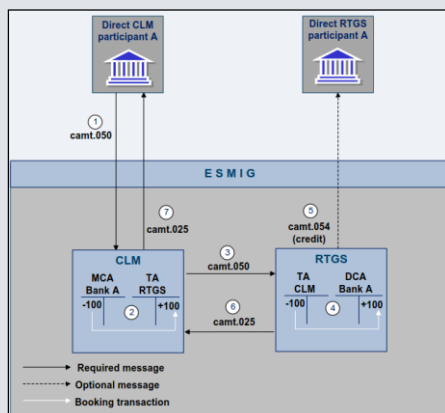 Direct CLM
participant A
Direct RTGS
participant A
1
camt.050
ESMIG
7
camt.025
5
camt.054
(credit)
CLM
MCA
Bank A
TA
RTGS
-100
+100
2
3
camt.050
6
camt.025
RTGS
TA
CLM
DCA
Bank A
-100
+100
4
Required message
Optional message
Booking transaction